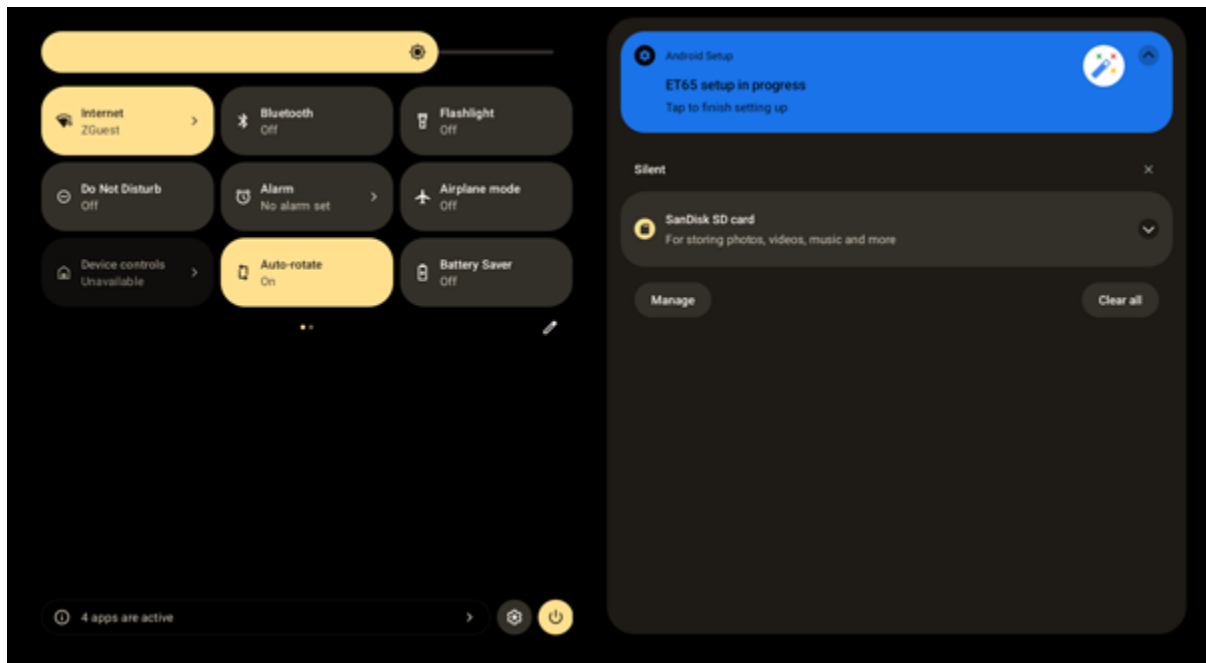 Internet
ZGuest
Bluetooth
Off
Flashlight
Off
Do Not Disturb
Off
Alarm
No alarm set
Airplane mode
Off
Device controls
Unavailable
Auto-rotate
On
Battery Saver
Off
4 apps are active
Android Setup
ET65 setup in progress
Tap to finish setting up
Silent
SanDisk SD card
For storing photos, videos, music and more
Manage
Clear all